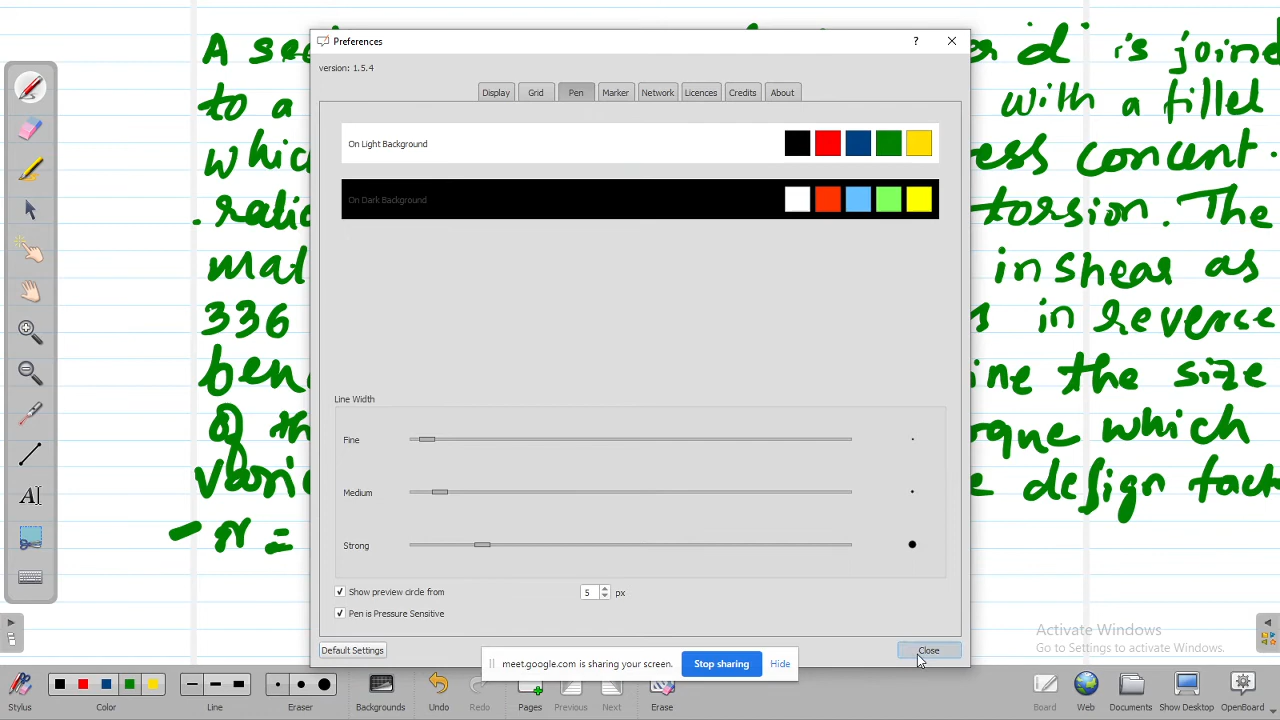 Preferences
version: 1.5.4
Display Grid Pen Marker Network Licences Credits About
On Light Background
On Dark Background
Line Width
Fine
Medium
Strong
Show preview circle from 5 px
Pen is Pressure Sensitive
Default Settings
Close
A d is joined
to a with a fillet
whic ess concent.
.ratio torsion. The
mat in shear as
336 in reverse
ben ine the size
of th que which
varie design fact
- n =
meet.google.com is sharing your screen. Stop sharing Hide
Activate Windows
Go to Settings to activate Windows.
Stylus Color Line Eraser Backgrounds Undo Redo Pages Previous Next Erase Board Web Documents Show Desktop OpenBoard